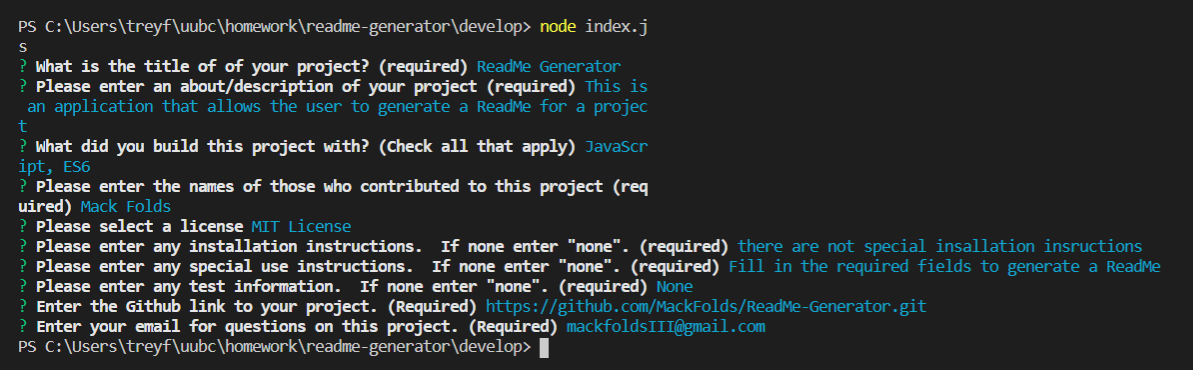 PS C:\Users\treyf\uubc\homework\readme-generator\develop> node index.j
s
? What is the title of of your project? (required) ReadMe Generator
? Please enter an about/description of your project (required) This is
 an application that allows the user to generate a ReadMe for a projec
t
? What did you build this project with? (Check all that apply) JavaScr
ipt, ES6
? Please enter the names of those who contributed to this project (req
uired) Mack Folds
? Please select a license MIT License
? Please enter any installation instructions.  If none enter "none". (required) there are not special insallation insructions
? Please enter any special use instructions.  If none enter "none". (required) Fill in the required fields to generate a ReadMe
? Please enter any test information.  If none enter "none". (required) None
? Enter the Github link to your project. (Required) https://github.com/MackFolds/ReadMe-Generator.git
? Enter your email for questions on this project. (Required) mackfoldsIII@gmail.com
PS C:\Users\treyf\uubc\homework\readme-generator\develop>